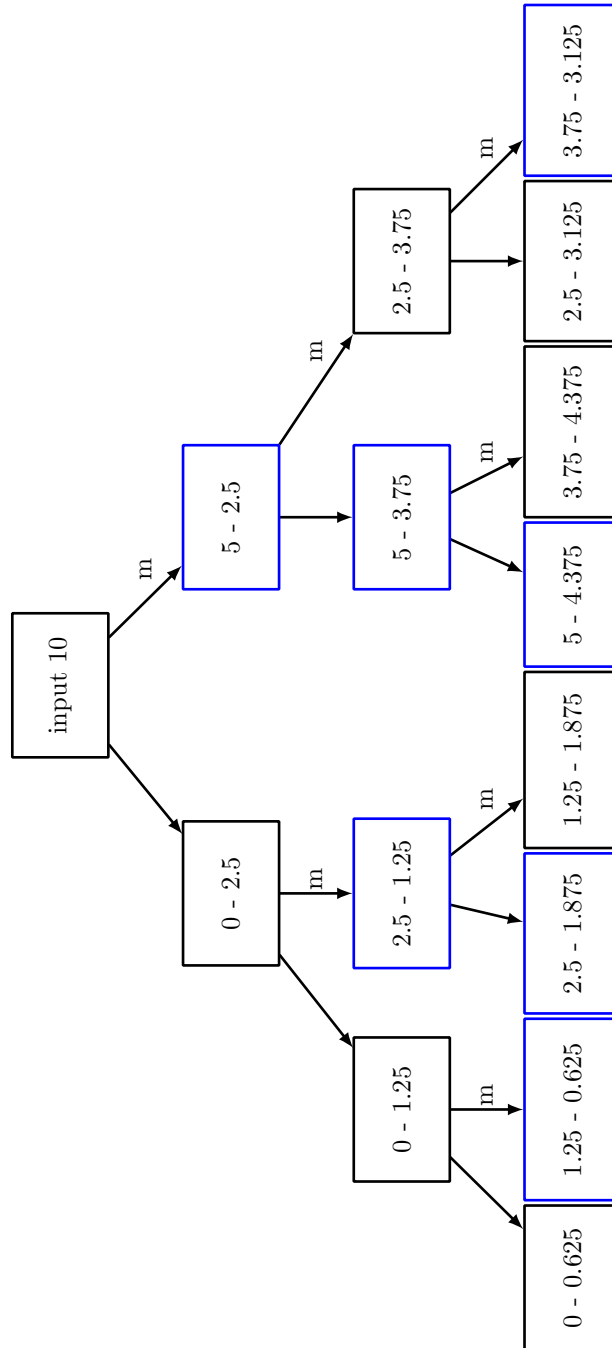 input 10
m
0 - 2.5
5 - 2.5
m
m
0 - 1.25
2.5 - 1.25
5 - 3.75
2.5 - 3.75
m
m
m
m
0 - 0.625
1.25 - 0.625
2.5 - 1.875
1.25 - 1.875
5 - 4.375
3.75 - 4.375
2.5 - 3.125
3.75 - 3.125